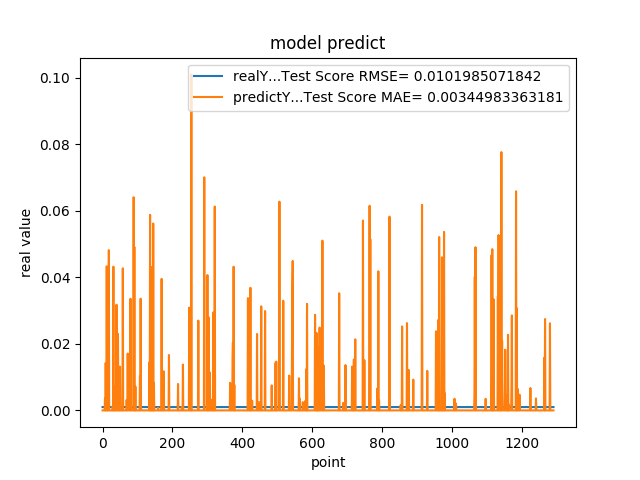 model predict
realY...Test Score RMSE= 0.0101985071842
predictY...Test Score MAE= 0.00344983363181
0.10
0.08
0.06
0.04
0.02
0.00
real value
0 200 400 600 800 1000 1200
point